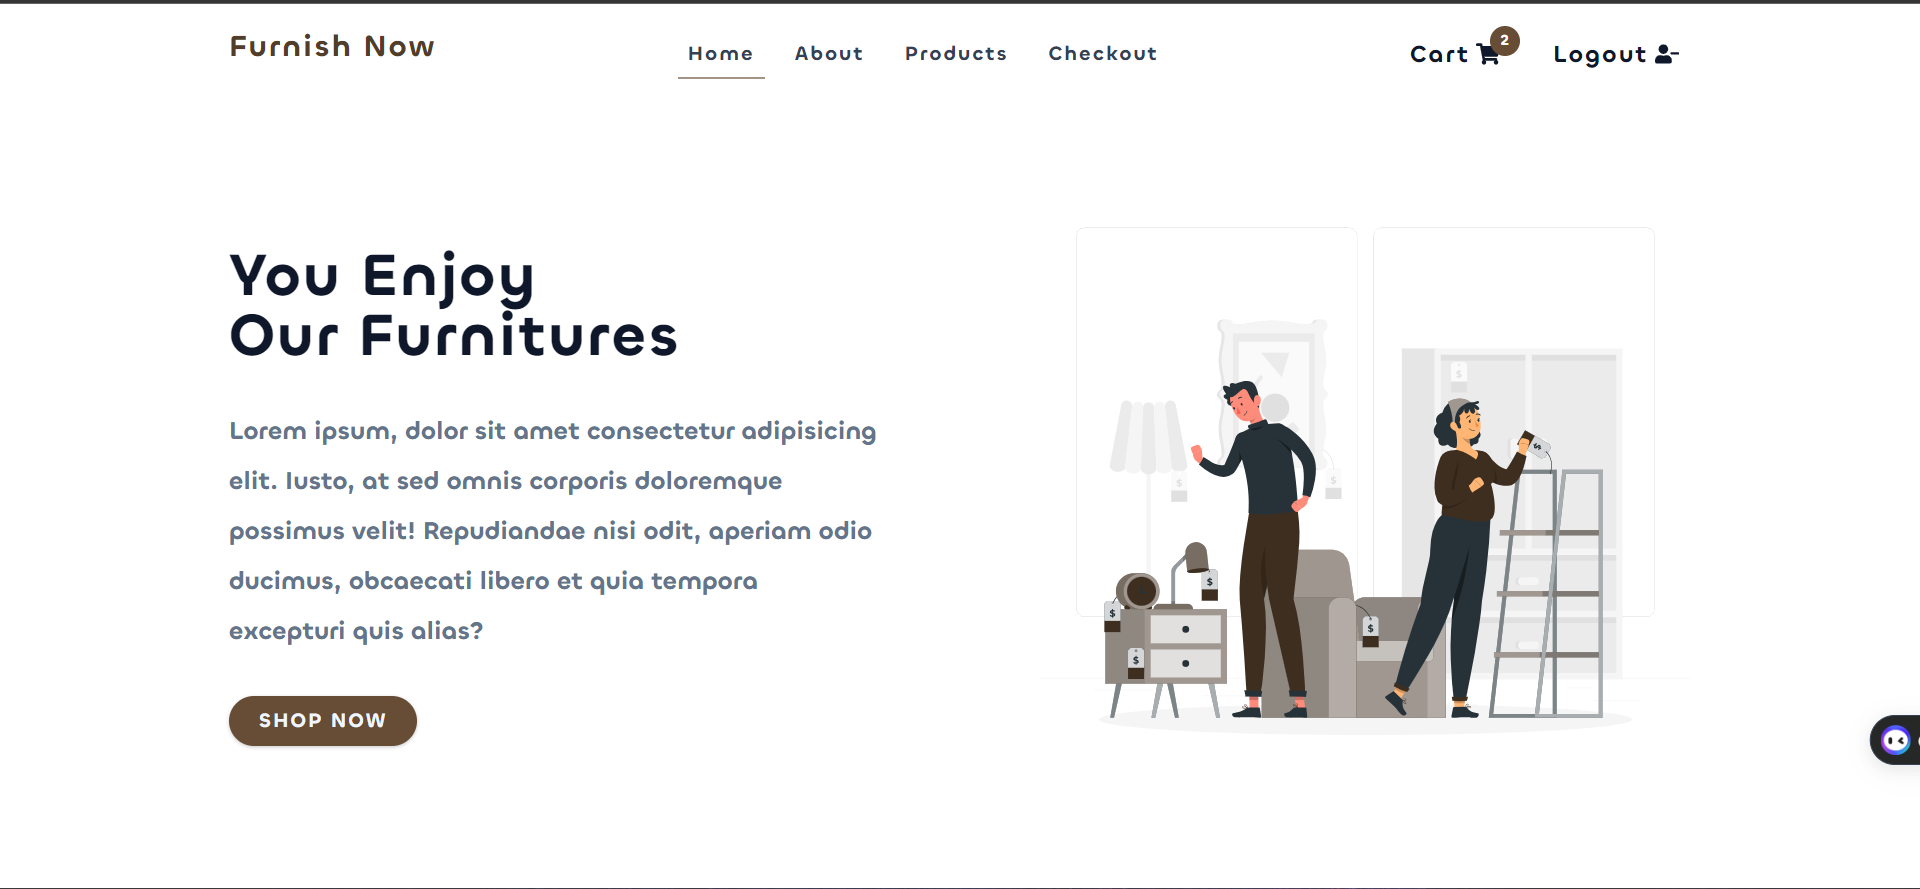 Furnish Now
Home About Products Checkout
Cart 2 Logout
You Enjoy
Our Furnitures
Lorem ipsum, dolor sit amet consectetur adipisicing
elit. Iusto, at sed omnis corporis doloremque
possimus velit! Repudiandae nisi odit, aperiam odio
ducimus, obcaecati libero et quia tempora
excepturi quis alias?
SHOP NOW
$
$
$
$
$
$
$
$